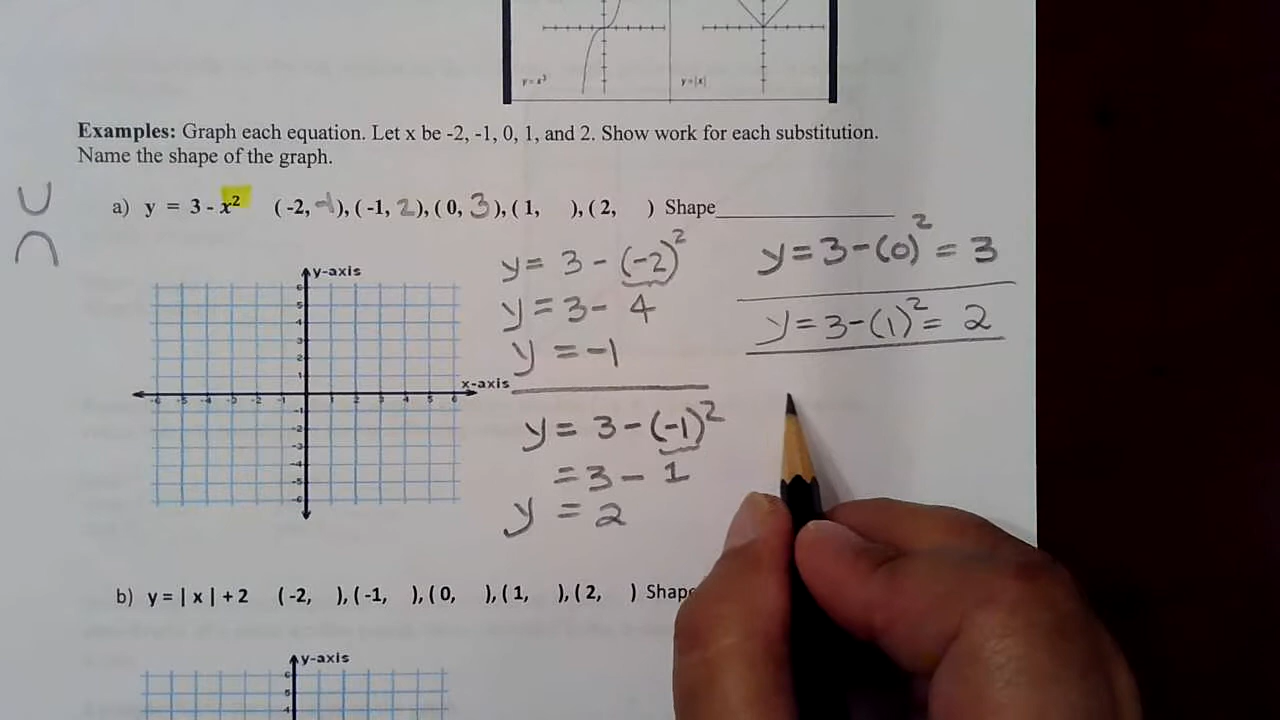 y = x³ y = |x|
Examples: Graph each equation. Let x be -2, -1, 0, 1, and 2. Show work for each substitution.
Name the shape of the graph.
a) y = 3 - x² (-2, -1), (-1, 2), (0, 3), (1, ), (2, ) Shape
y = 3 - (-2)²
y = 3 - 4
y = -1
y = 3 - (-1)²
= 3 - 1
y = 2
y = 3 - (0)² = 3
y = 3 - (1)² = 2
y-axis
x-axis
b) y = | x | + 2 (-2, ), (-1, ), (0, ), (1, ), (2, ) Shape
y-axis